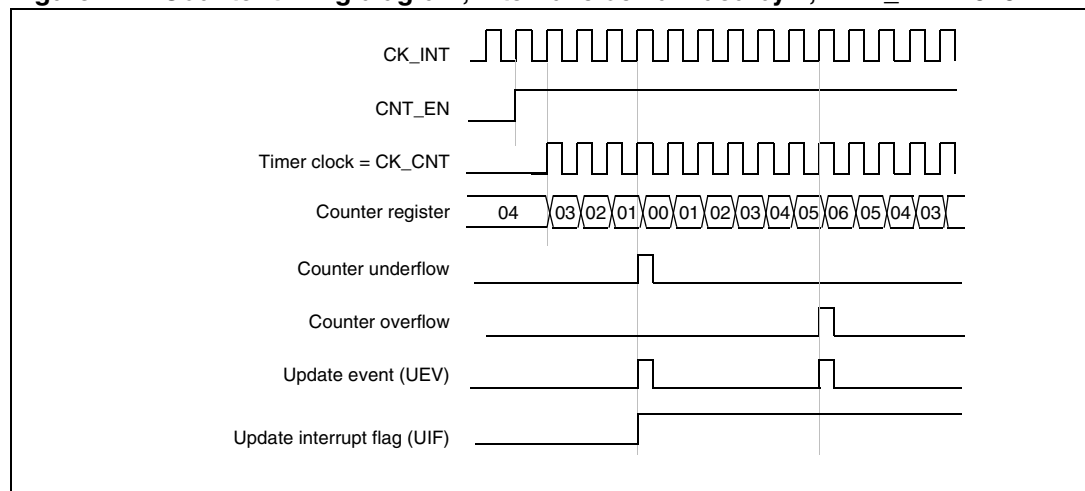 CK_INT
CNT_EN
Timer clock = CK_CNT
Counter register 04 03 02 01 00 01 02 03 04 05 06 05 04 03
Counter underflow
Counter overflow
Update event (UEV)
Update interrupt flag (UIF)